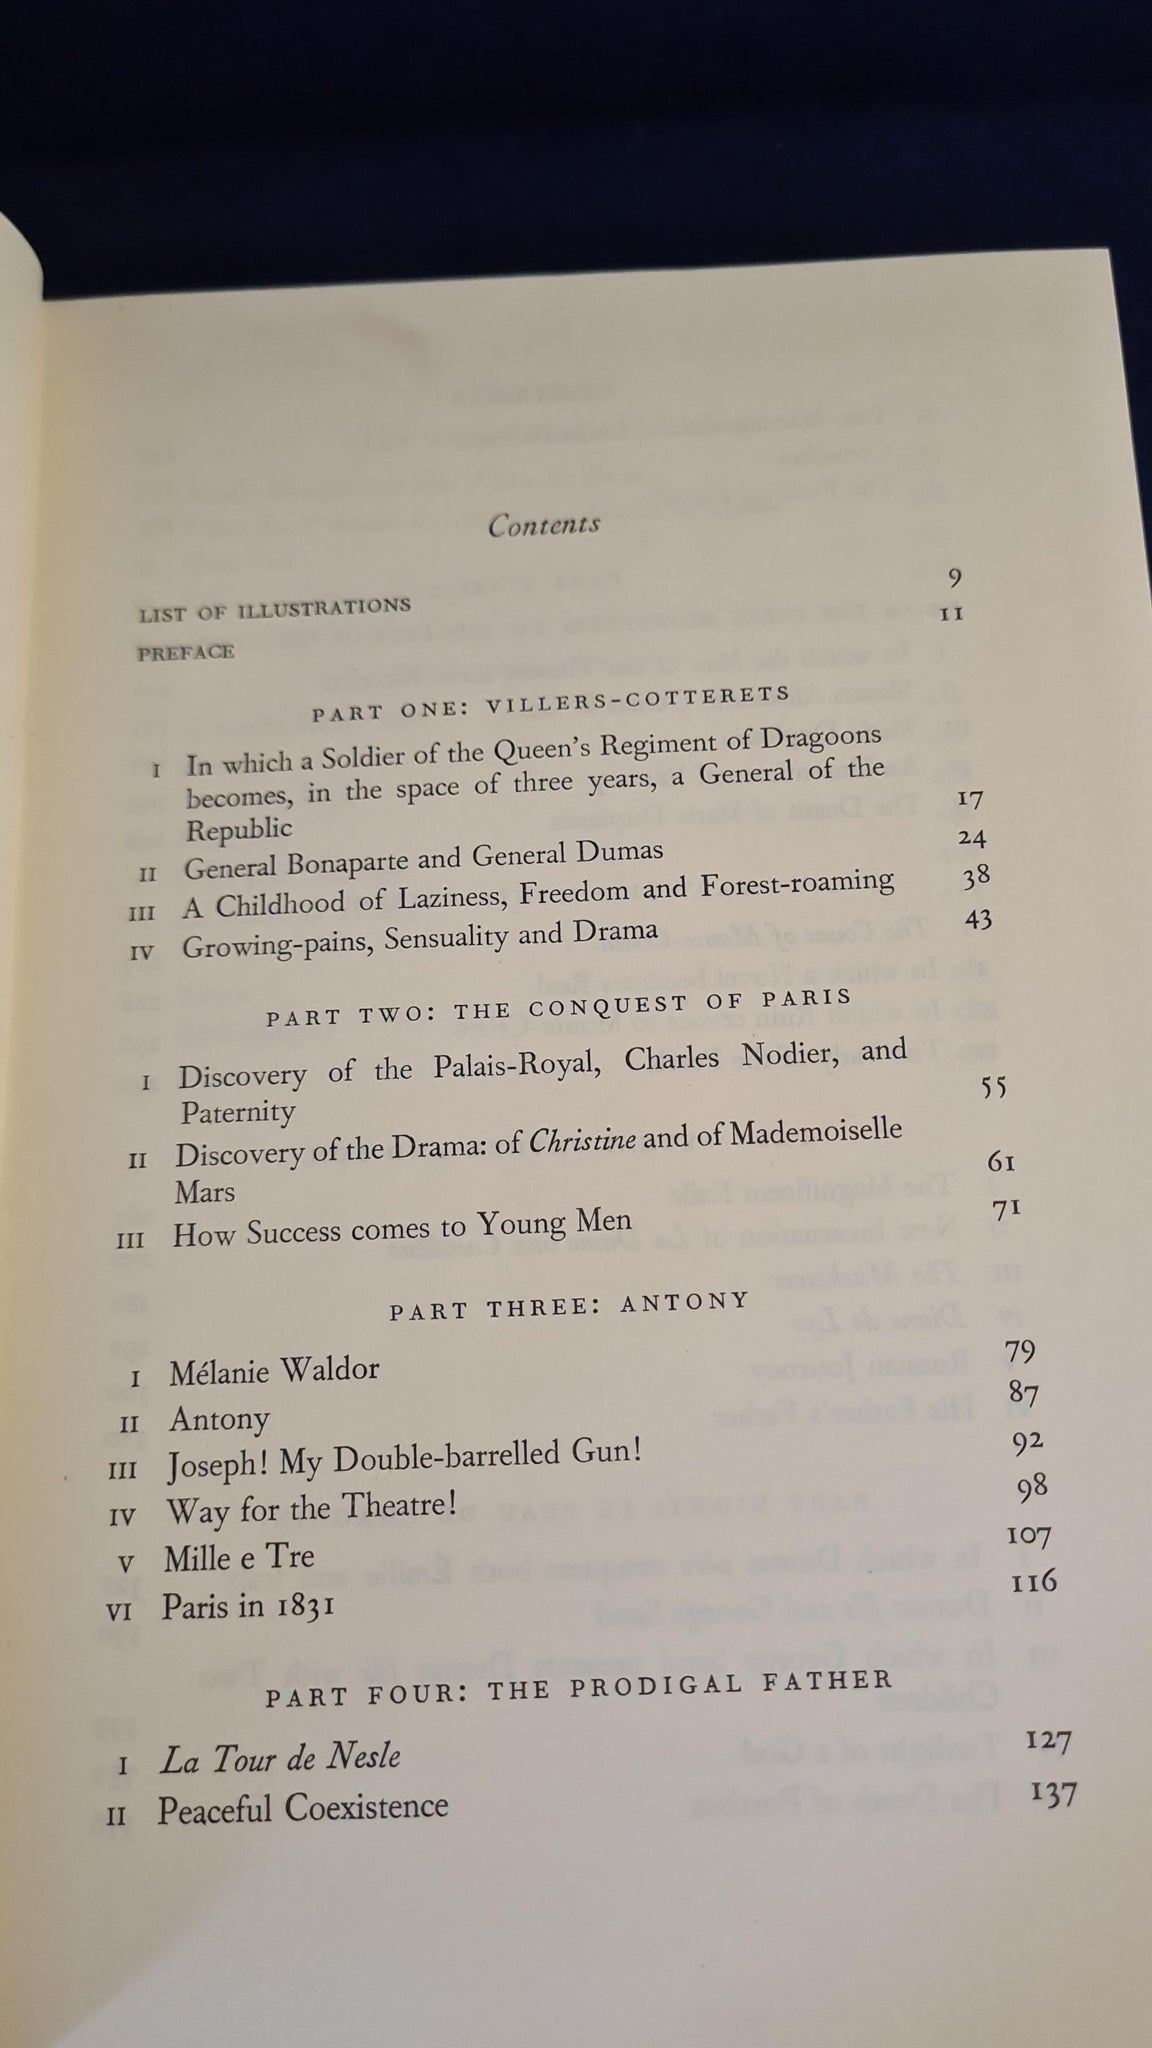 Contents
LIST OF ILLUSTRATIONS 9
PREFACE 11
PART ONE: VILLERS-COTTERETS
I In which a Soldier of the Queen's Regiment of Dragoons
becomes, in the space of three years, a General of the
Republic 17
II General Bonaparte and General Dumas 24
III A Childhood of Laziness, Freedom and Forest-roaming 38
IV Growing-pains, Sensuality and Drama 43
PART TWO: THE CONQUEST OF PARIS
I Discovery of the Palais-Royal, Charles Nodier, and
Paternity 55
II Discovery of the Drama: of Christine and of Mademoiselle
Mars 61
III How Success comes to Young Men 71
PART THREE: ANTONY
I Mélanie Waldor 79
II Antony 87
III Joseph! My Double-barrelled Gun! 92
IV Way for the Theatre! 98
V Mille e Tre 107
VI Paris in 1831 116
PART FOUR: THE PRODIGAL FATHER
I La Tour de Nesle 127
II Peaceful Coexistence 137